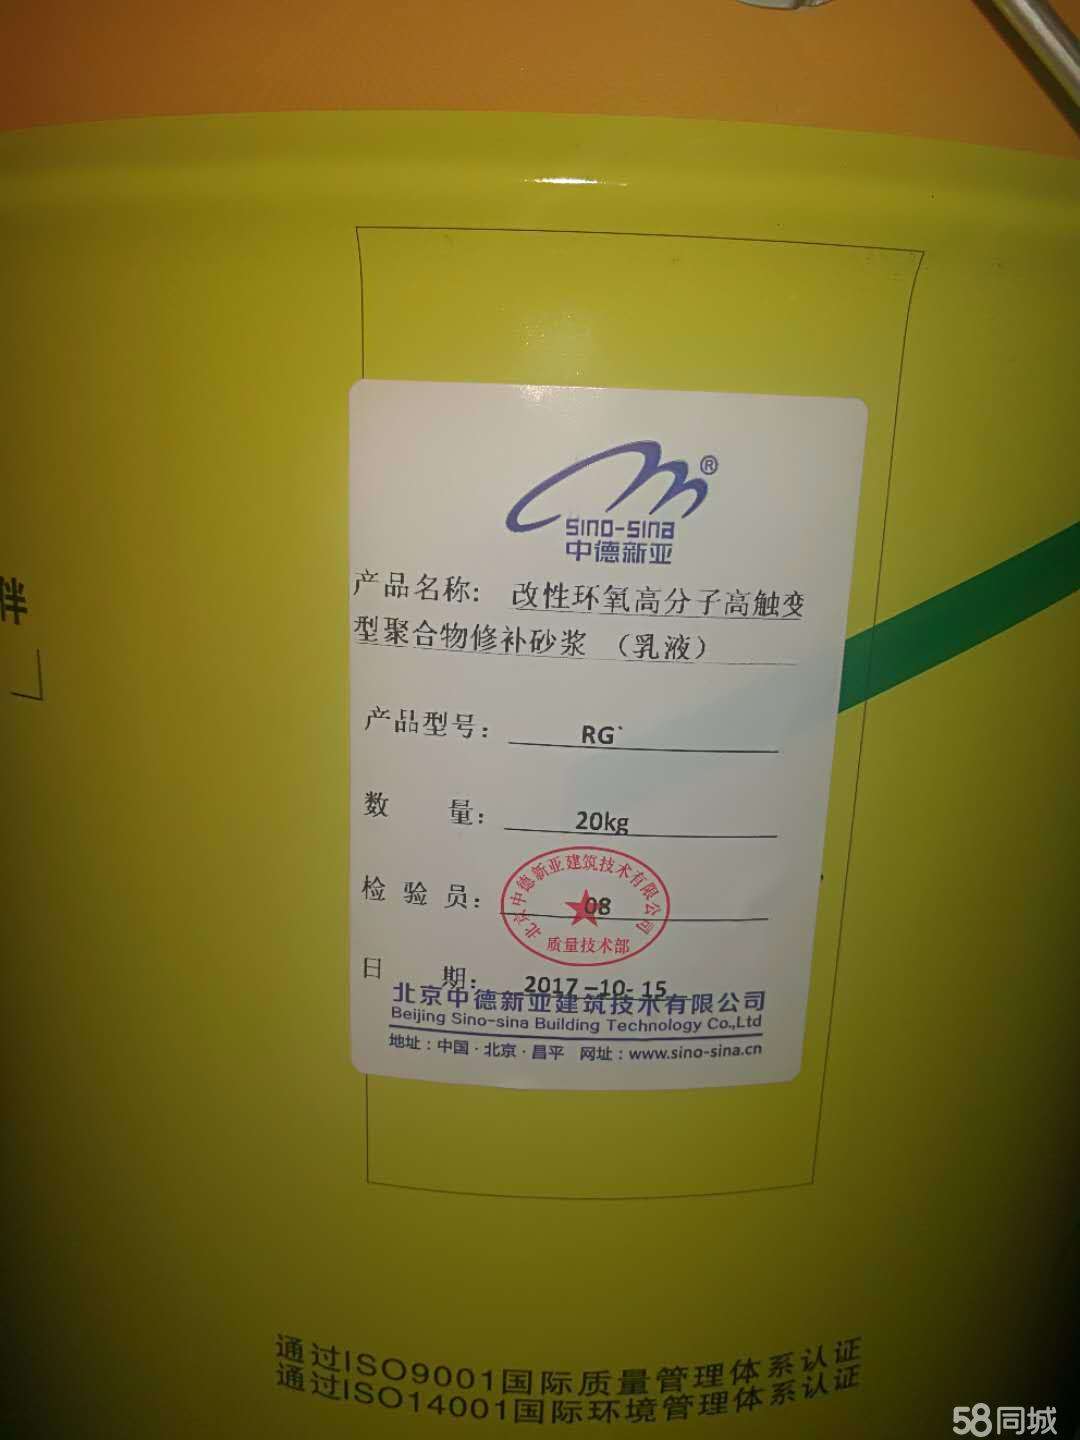 ®
SINO-SINA
中德新亚
产品名称: 改性环氧高分子高触变
型聚合物修补砂浆 （乳液）
拌
产品型号: RG`
数 量: 20kg
检 验 员: 08
北京中德新亚建筑技术有限公司
质量技术部
日 期: 2017-10-15
北京中德新亚建筑技术有限公司
Beijing Sino-sina Building Technology Co.,Ltd
地址：中国·北京·昌平 网址：www.sino-sina.cn
通过ISO9001国际质量管理体系认证
通过ISO14001国际环境管理体系认证
58同城